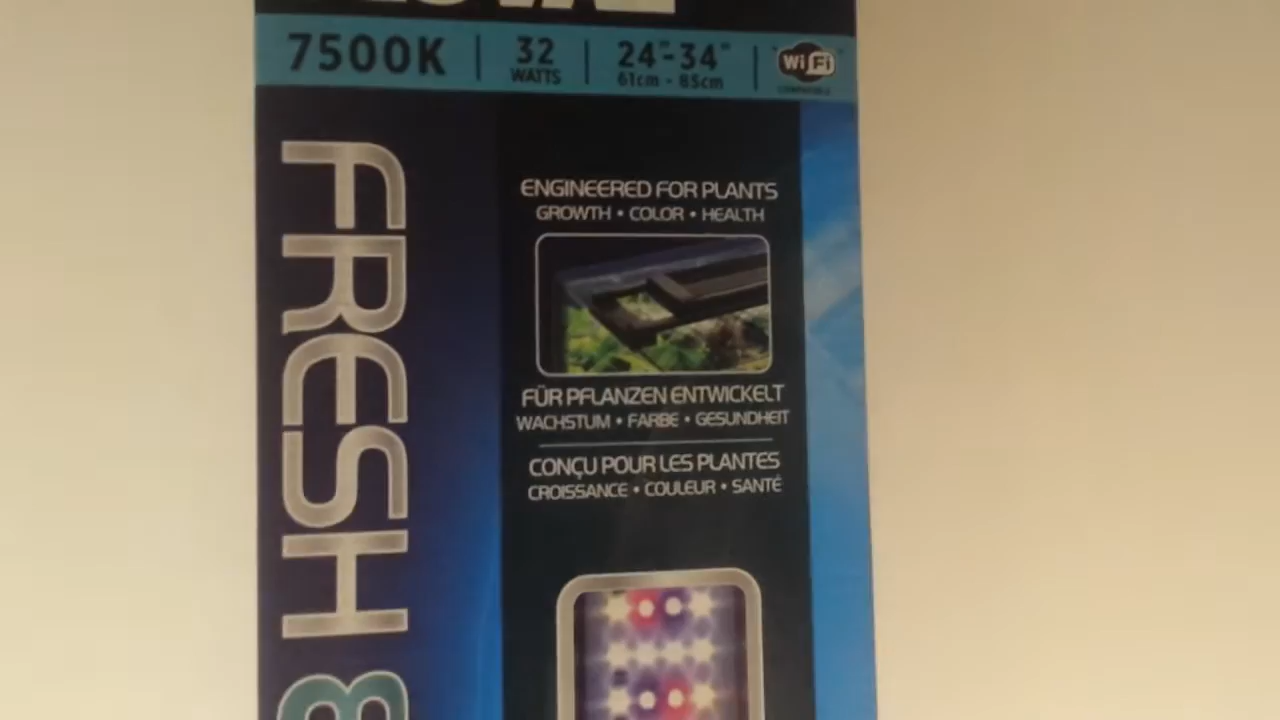 7500K
32
WATTS
24"-34"
61cm - 85cm
WiFi
ENGINEERED FOR PLANTS
GROWTH • COLOR • HEALTH
FÜR PFLANZEN ENTWICKELT
WACHSTUM • FARBE • GESUNDHEIT
CONÇU POUR LES PLANTES
CROISSANCE • COULEUR • SANTÉ
FRESH